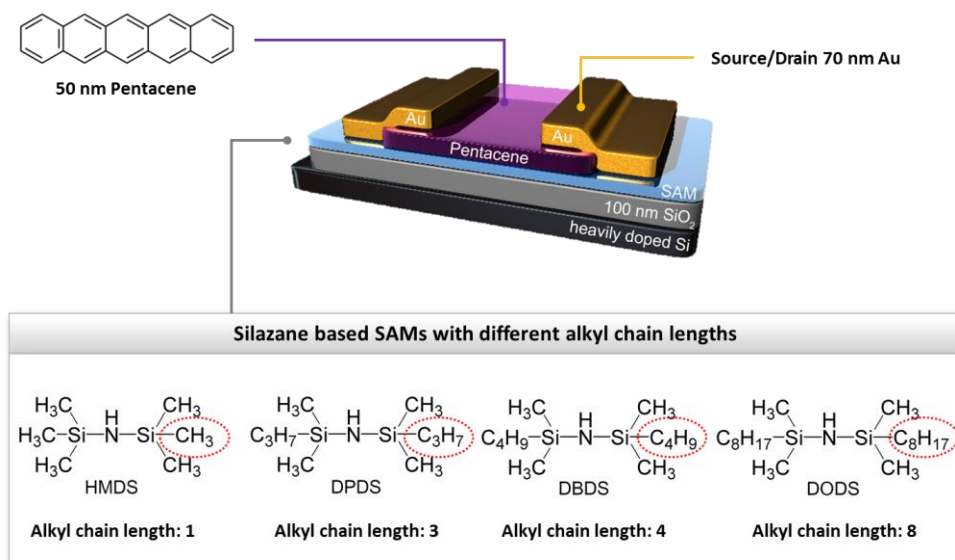 50 nm Pentacene
Source/Drain 70 nm Au
Au
Au
Pentacene
SAM
100 nm SiO₂
heavily doped Si
Silazane based SAMs with different alkyl chain lengths
H₃C CH₃
H₃C–Si–N–Si–CH₃
H
H₃C CH₃
HMDS
Alkyl chain length: 1
H₃C CH₃
C₃H₇–Si–N–Si–C₃H₇
H
H₃C CH₃
DPDS
Alkyl chain length: 3
H₃C CH₃
C₄H₉–Si–N–Si–C₄H₉
H
H₃C CH₃
DBDS
Alkyl chain length: 4
H₃C CH₃
C₈H₁₇–Si–N–Si–C₈H₁₇
H
H₃C CH₃
DODS
Alkyl chain length: 8